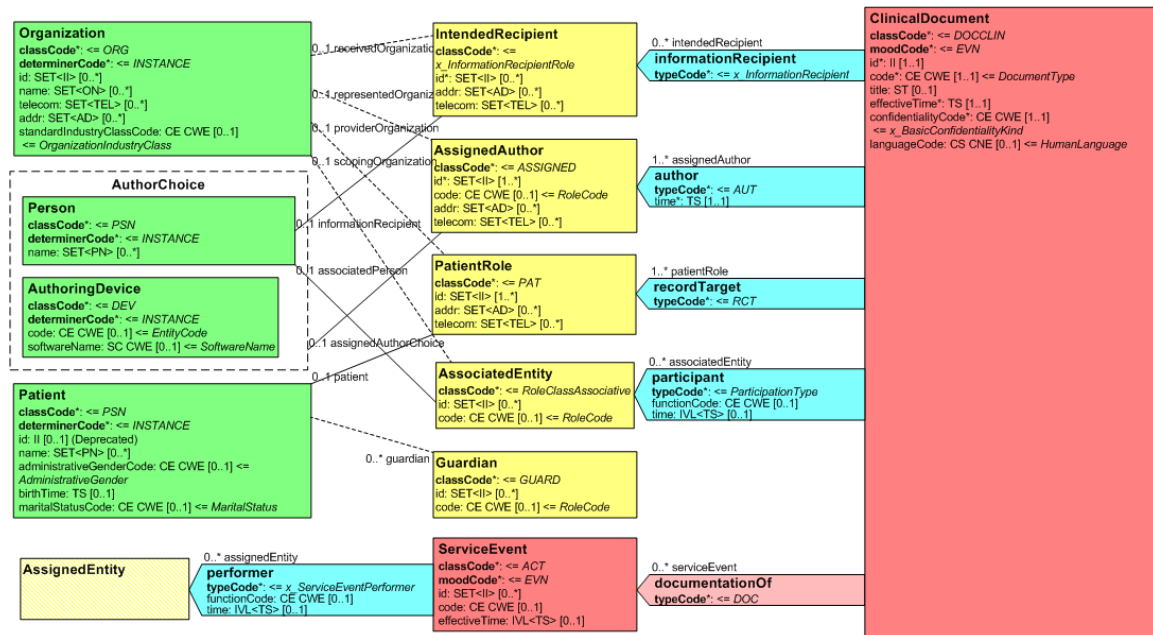 Organization
classCode*: <= ORG
determinerCode*: <= INSTANCE
id: SET<II> [0..*]
name: SET<ON> [0..*]
telecom: SET<TEL> [0..*]
addr: SET<AD> [0..*]
standardIndustryClassCode: CE CWE [0..1]
<= OrganizationIndustryClass
AuthorChoice
Person
classCode*: <= PSN
determinerCode*: <= INSTANCE
name: SET<PN> [0..*]
AuthoringDevice
classCode*: <= DEV
determinerCode*: <= INSTANCE
code: CE CWE [0..1] <= EntityCode
softwareName: SC CWE [0..1] <= SoftwareName
Patient
classCode*: <= PSN
determinerCode*: <= INSTANCE
id: II [0..1] (Deprecated)
name: SET<PN> [0..*]
administrativeGenderCode: CE CWE [0..1] <=
AdministrativeGender
birthTime: TS [0..1]
maritalStatusCode: CE CWE [0..1] <= MaritalStatus
AssignedEntity
0..1 receivedOrganizatio
0..1 representedOrganiz
0..1 providerOrganization
0..1 scopingOrganization
0..1 informationRecipient
0..1 associatedPerson
0..1 assignedAuthorChoice
0..1 patient
0..* guardian
0..* assignedEntity
performer
typeCode*: <= x_ServiceEventPerformer
functionCode: CE CWE [0..1]
time: IVL<TS> [0..1]
IntendedRecipient
classCode*: <=
x_InformationRecipientRole
id*: SET<II> [0..*]
addr: SET<AD> [0..*]
telecom: SET<TEL> [0..*]
AssignedAuthor
classCode*: <= ASSIGNED
id*: SET<II> [1..*]
code: CE CWE [0..1] <= RoleCode
addr: SET<AD> [0..*]
telecom: SET<TEL> [0..*]
PatientRole
classCode*: <= PAT
id: SET<II> [1..*]
addr: SET<AD> [0..*]
telecom: SET<TEL> [0..*]
AssociatedEntity
classCode*: <= RoleClassAssociative
id: SET<II> [0..*]
code: CE CWE [0..1] <= RoleCode
Guardian
classCode*: <= GUARD
id: SET<II> [0..*]
code: CE CWE [0..1] <= RoleCode
ServiceEvent
classCode*: <= ACT
moodCode*: <= EVN
id: SET<II> [0..*]
code: CE CWE [0..1]
effectiveTime: IVL<TS> [0..1]
0..* intendedRecipient
informationRecipient
typeCode*: <= x_InformationRecipient
1..* assignedAuthor
author
typeCode*: <= AUT
time*: TS [1..1]
1..* patientRole
recordTarget
typeCode*: <= RCT
0..* associatedEntity
participant
typeCode*: <= ParticipationType
functionCode: CE CWE [0..1]
time: IVL<TS> [0..1]
0..* serviceEvent
documentationOf
typeCode*: <= DOC
ClinicalDocument
classCode*: <= DOCCLIN
moodCode*: <= EVN
id*: II [1..1]
code*: CE CWE [1..1] <= DocumentType
title: ST [0..1]
effectiveTime*: TS [1..1]
confidentialityCode*: CE CWE [1..1]
<= x_BasicConfidentialityKind
languageCode: CS CNE [0..1] <= HumanLanguage